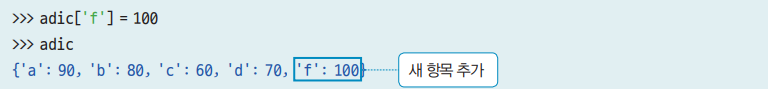 >>> adic['f'] = 100
>>> adic
{'a': 90, 'b': 80, 'c': 60, 'd': 70, 'f': 100} 새 항목 추가